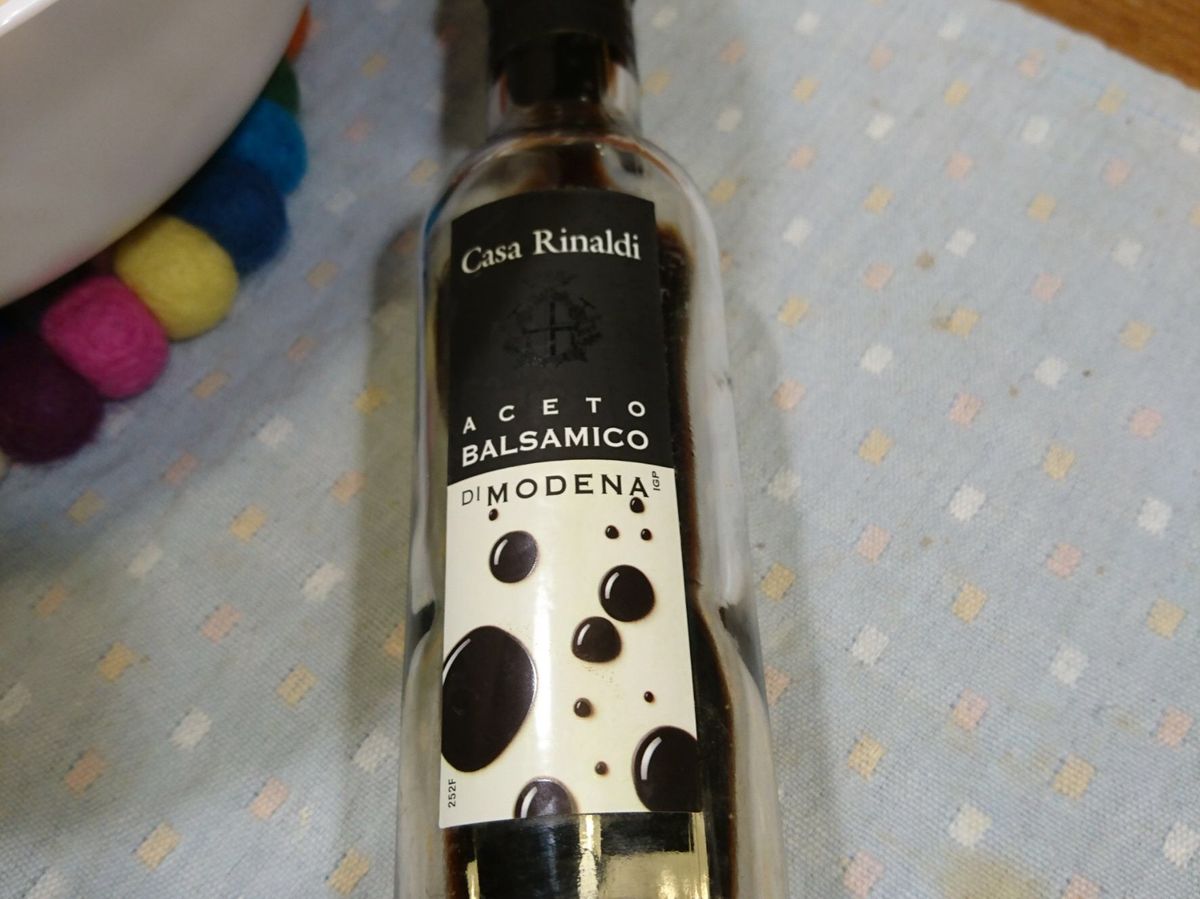 Casa Rinaldi
ACETO
BALSAMICO
DI MODENA IGP
252F